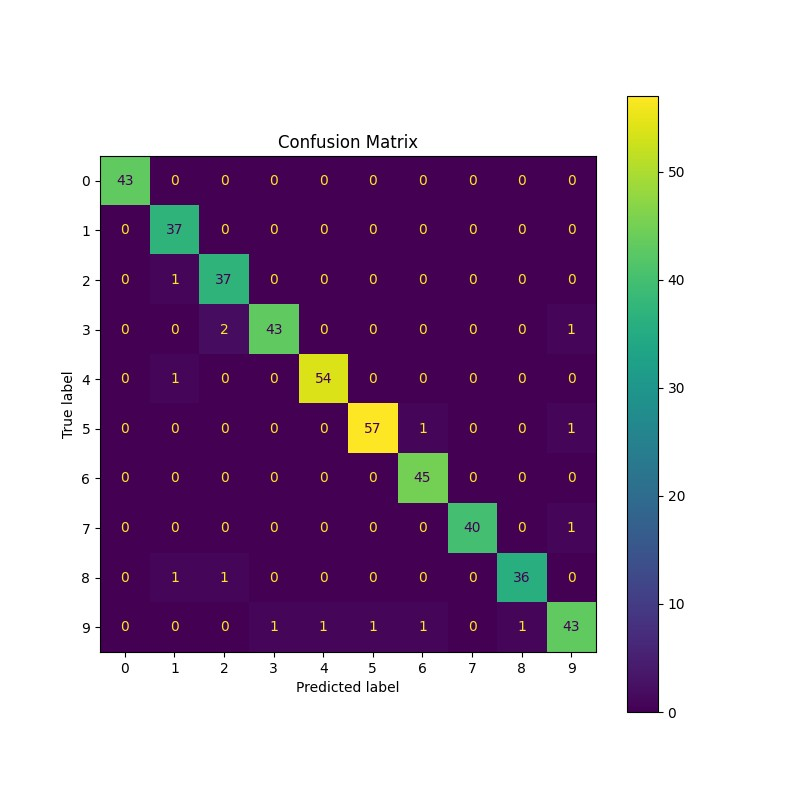 Confusion Matrix
0 43 0 0 0 0 0 0 0 0 0
1 0 37 0 0 0 0 0 0 0 0
2 0 1 37 0 0 0 0 0 0 0
3 0 0 2 43 0 0 0 0 0 1
4 0 1 0 0 54 0 0 0 0 0
5 0 0 0 0 0 57 1 0 0 1
6 0 0 0 0 0 0 45 0 0 0
7 0 0 0 0 0 0 0 40 0 1
8 0 1 1 0 0 0 0 0 36 0
9 0 0 0 1 1 1 1 0 1 43
0 1 2 3 4 5 6 7 8 9
Predicted label
True label
50
40
30
20
10
0